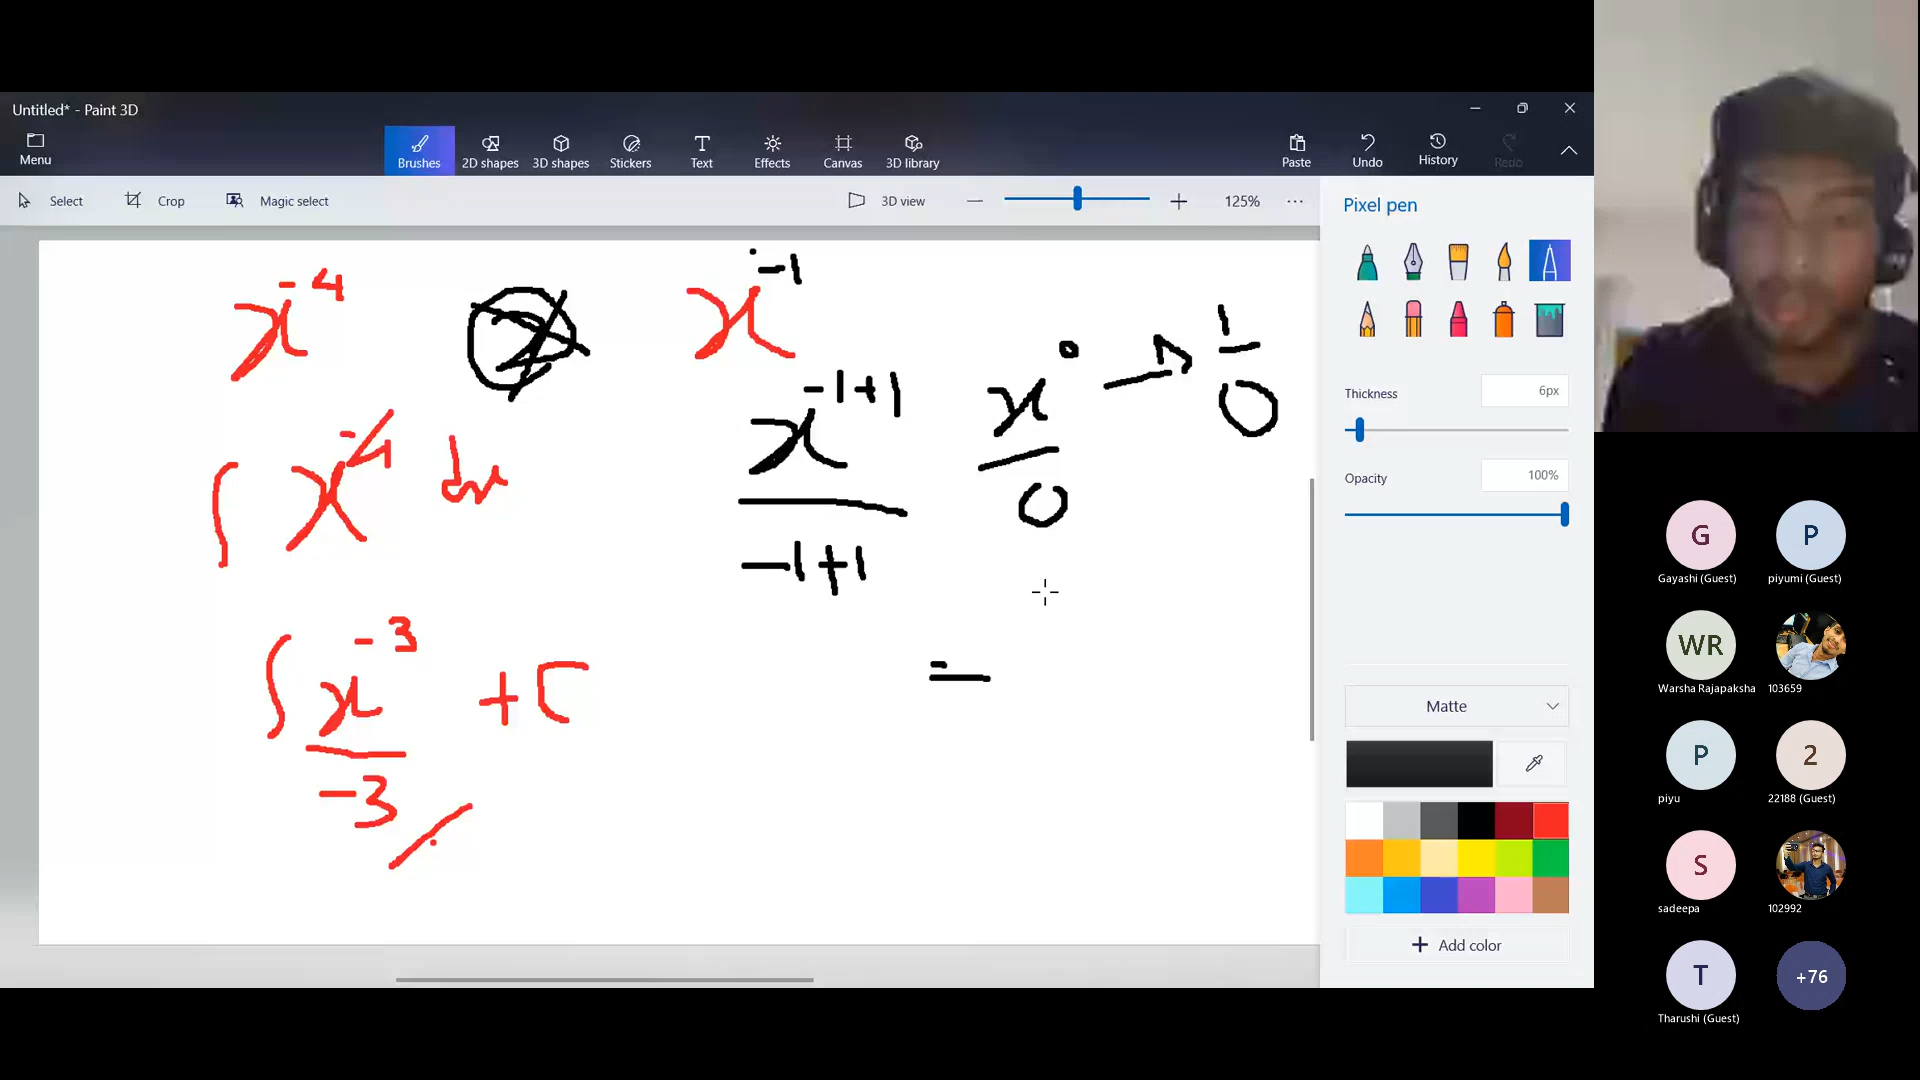 Untitled* - Paint 3D
Menu
Brushes
2D shapes
3D shapes
Stickers
Text
Effects
Canvas
3D library
Paste
Undo
History
Redo
Select
Crop
Magic select
3D view
125%
Pixel pen
Thickness
6px
Opacity
100%
Matte
Add color
x⁻⁴
x⁻¹
∫ x⁻⁴ dx
x⁻¹⁺¹
-1+1
x⁰
0
1
0
∫ x⁻³ + C
-3
=
G
P
Gayashi (Guest)
piyumi (Guest)
WR
Warsha Rajapaksha
103659
P
2
piyu
22188 (Guest)
S
sadeepa
102992
T
+76
Tharushi (Guest)